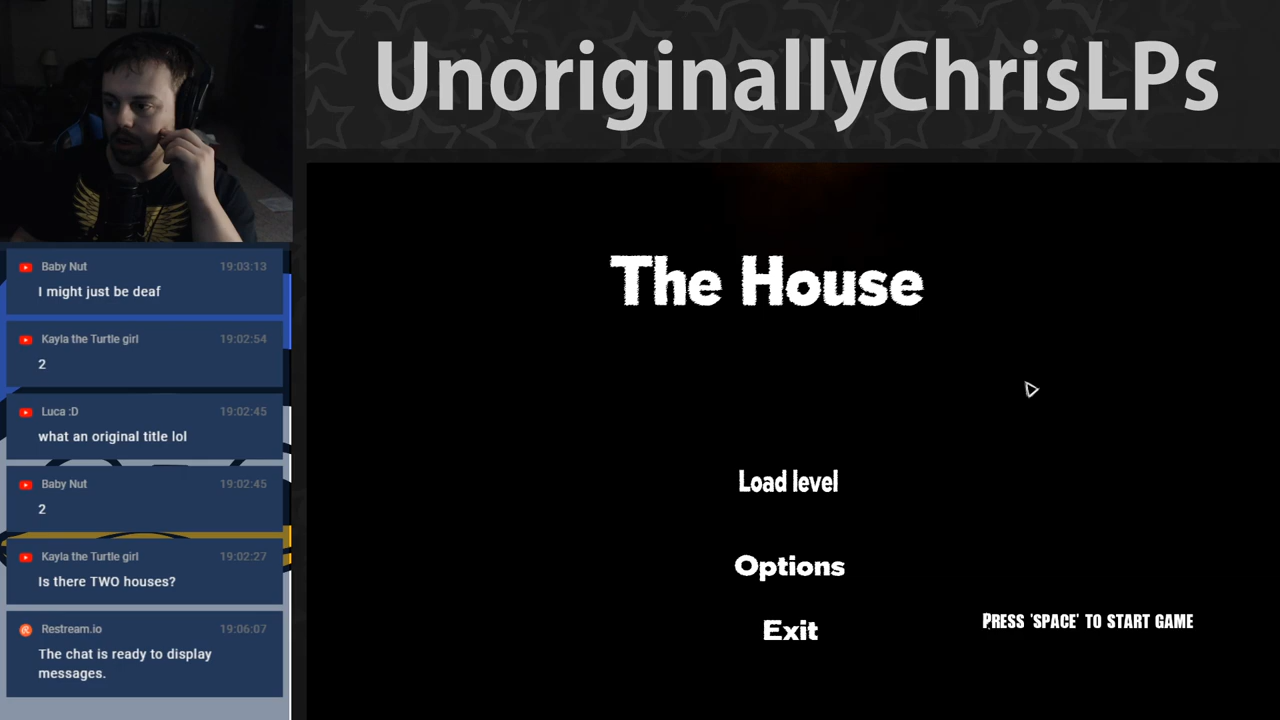 UnoriginallyChrisLPs
Baby Nut 19:03:13
I might just be deaf
Kayla the Turtle girl 19:02:54
2
Luca :D 19:02:45
what an original title lol
Baby Nut 19:02:45
2
Kayla the Turtle girl 19:02:27
Is there TWO houses?
Restream.io 19:06:07
The chat is ready to display
messages.
The House
Load level
Options
Exit
PRESS 'SPACE' TO START GAME